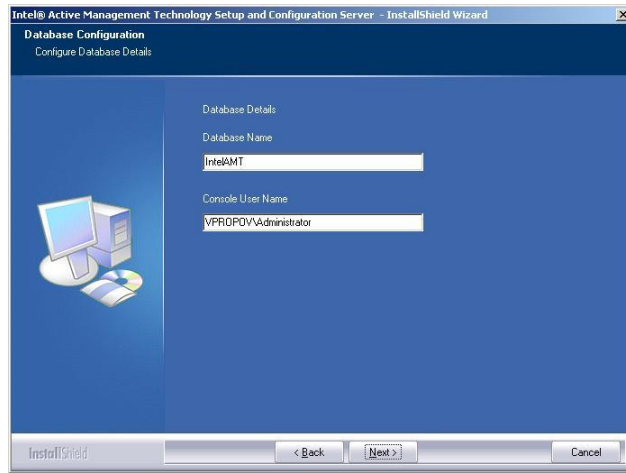 Intel® Active Management Technology Setup and Configuration Server - InstallShield Wizard
Database Configuration
Configure Database Details
Database Details
Database Name
IntelAMT
Console User Name
VPROPOV\Administrator
InstallShield
< Back
Next >
Cancel